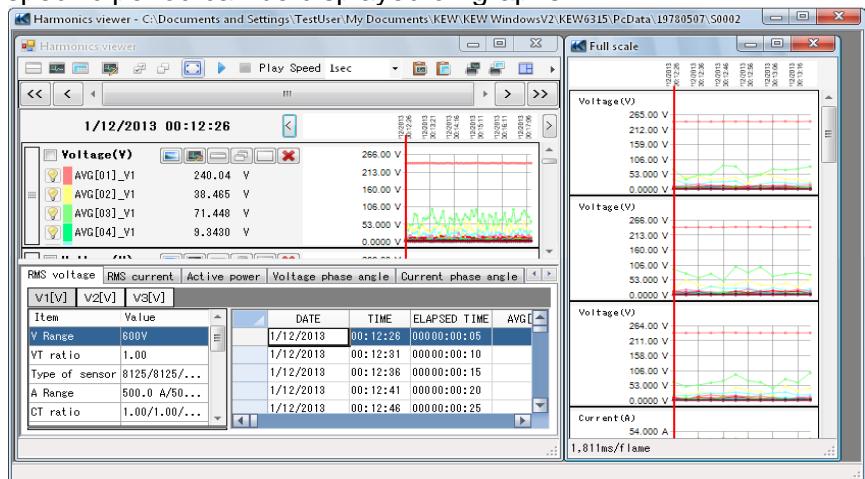 Harmonics viewer - C:\Documents and Settings\TestUser\My Documents\KEW\KEW WindowsV2\KEW6315\PcData\19780507\S0002
Harmonics viewer
Play Speed 1sec
<< < > >>
1/12/2013 00:12:26
< >
Voltage(V)
AVG[01]_V1 240.04 V
AVG[02]_V1 38.465 V
AVG[03]_V1 71.448 V
AVG[04]_V1 9.3430 V
266.00 V
213.00 V
160.00 V
106.00 V
53.000 V
0.0000 V
RMS voltage RMS current Active power Voltage phase angle Current phase angle
V1[V] V2[V] V3[V]
Item Value
V Range 600V
VT ratio 1.00
Type of sensor 8125/8125/...
A Range 500.0 A/50...
CT ratio 1.00/1.00/...
DATE TIME ELAPSED TIME AVG[
1/12/2013 00:12:26 00000:00:05
1/12/2013 00:12:31 00000:00:10
1/12/2013 00:12:36 00000:00:15
1/12/2013 00:12:41 00000:00:20
1/12/2013 00:12:46 00000:00:25
Full scale
Voltage(V)
265.00 V
212.00 V
159.00 V
106.00 V
53.000 V
0.0000 V
Voltage(V)
266.00 V
213.00 V
160.00 V
106.00 V
53.000 V
0.0000 V
Voltage(V)
264.00 V
211.00 V
158.00 V
106.00 V
53.000 V
0.0000 V
Current(A)
54.000 A
1,811ms/flame